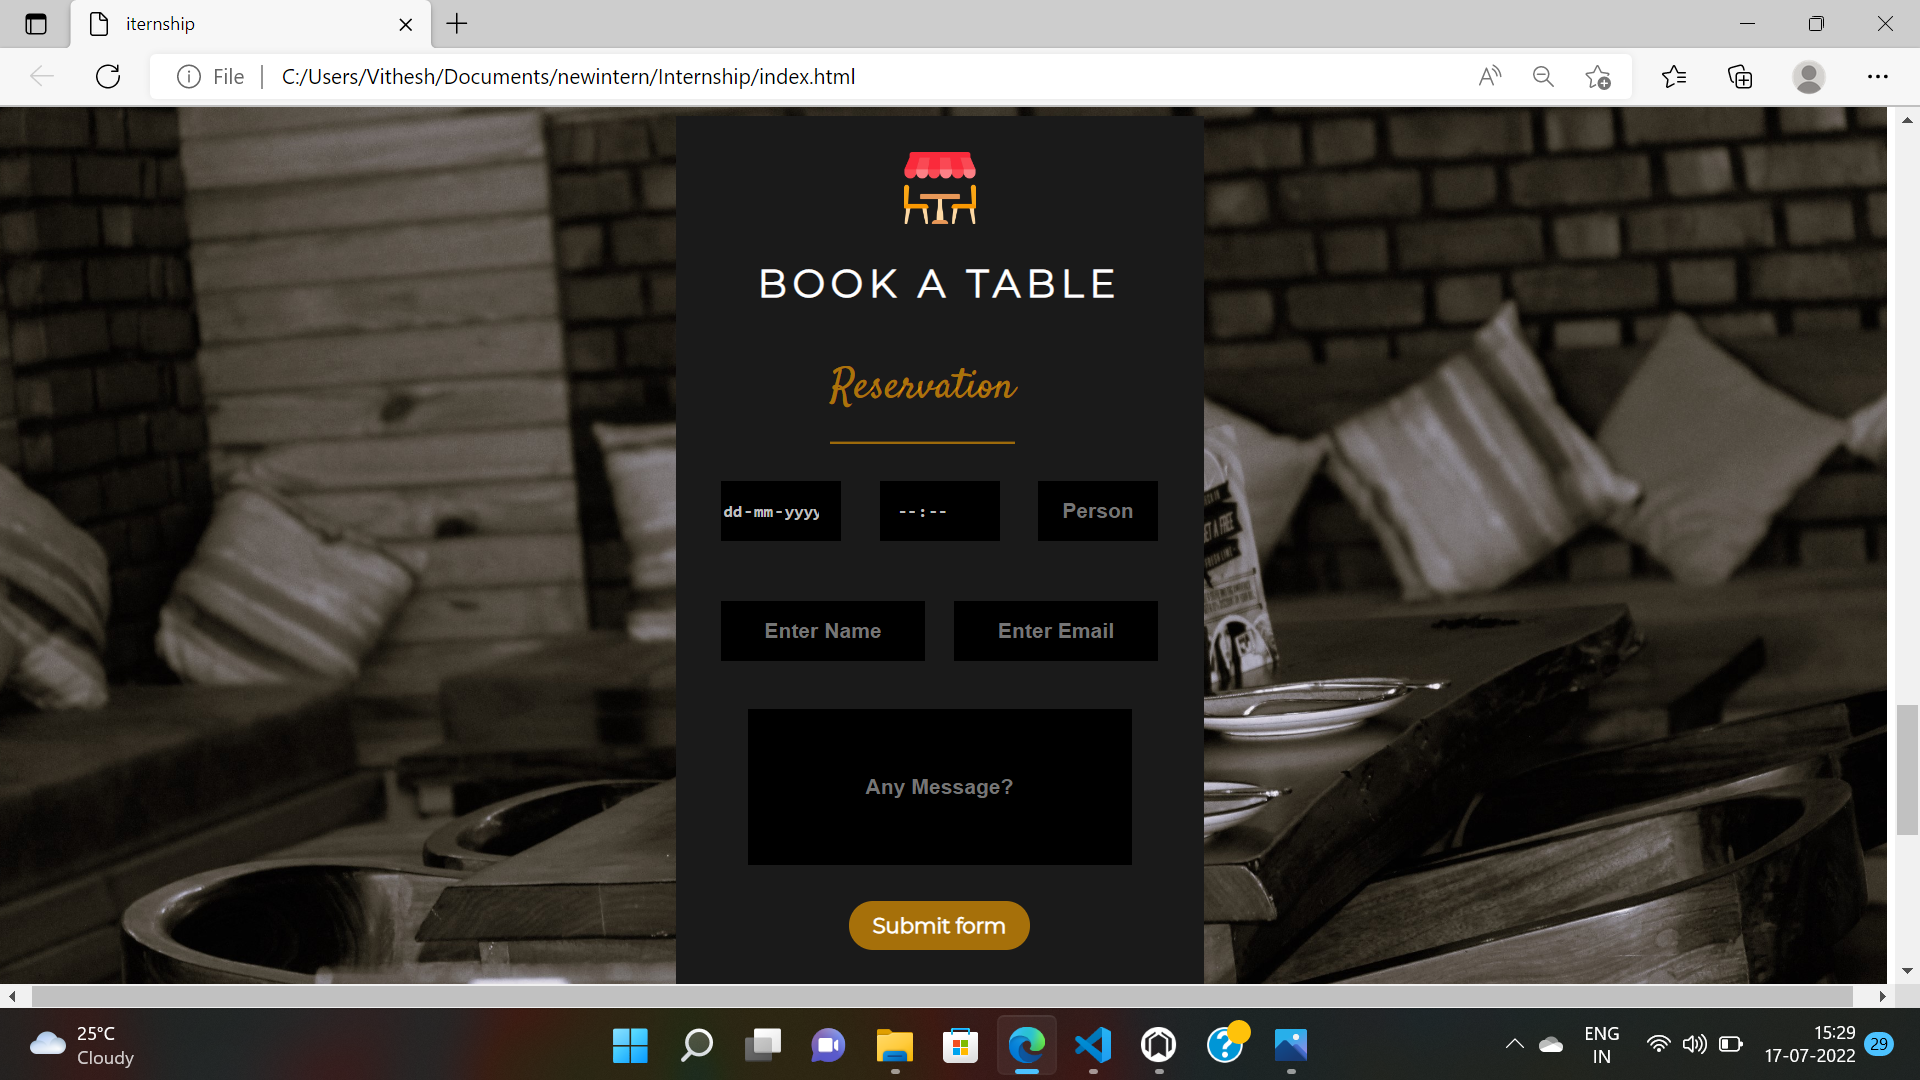 iternship
File
C:/Users/Vithesh/Documents/newintern/Internship/index.html
BOOK A TABLE
Reservation
dd-mm-yyyy
--:--
Person
Enter Name
Enter Email
Any Message?
Submit form
25°C
Cloudy
ENG
IN
15:29
17-07-2022
29